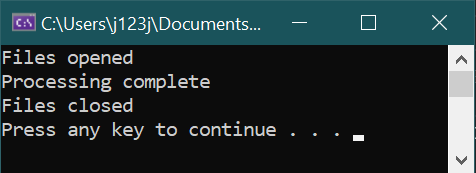 C:\Users\j123j\Documents...
Files opened
Processing complete
Files closed
Press any key to continue . . .